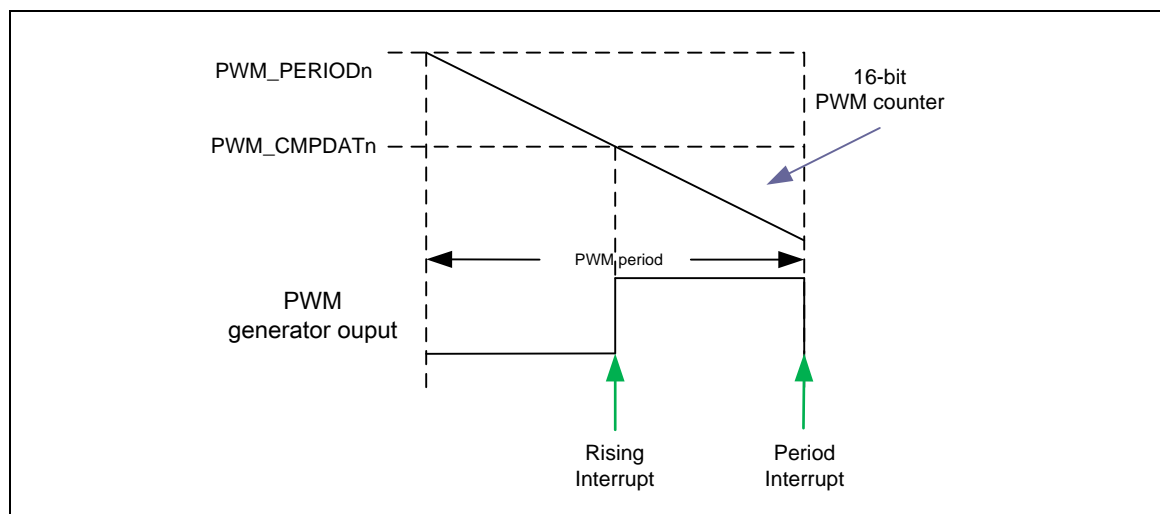 PWM_PERIODn
16-bit
PWM counter
PWM_CMPDATn
PWM period
PWM
generator ouput
Rising
Interrupt
Period
Interrupt